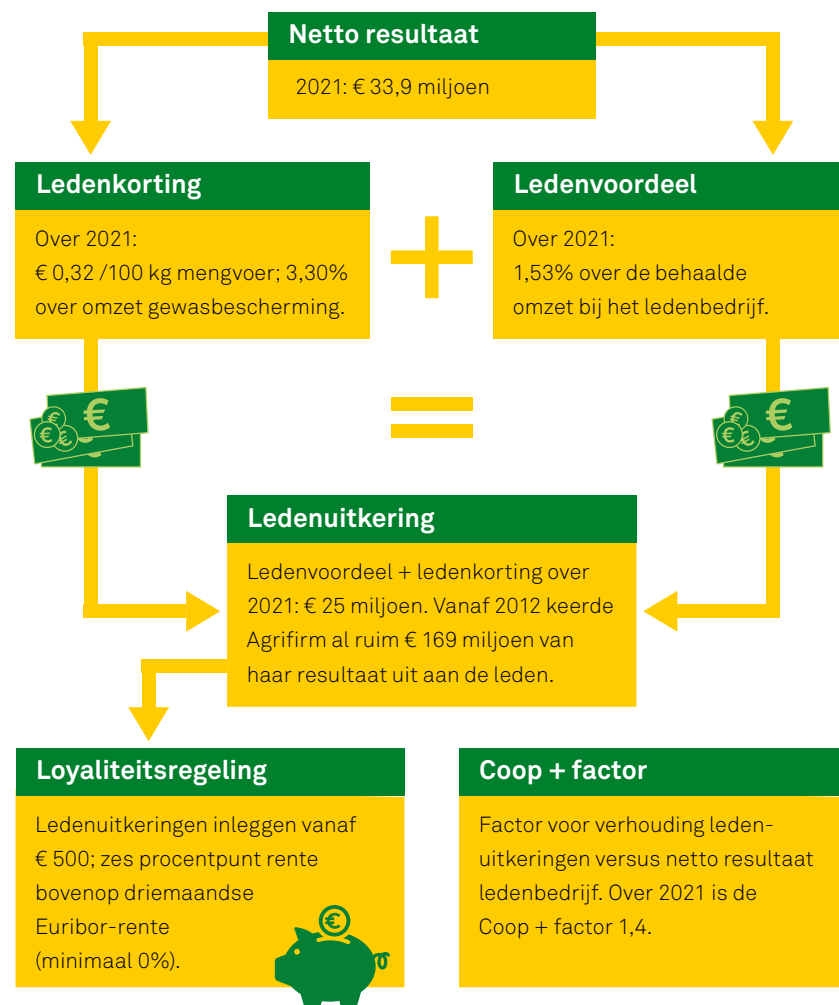 Netto resultaat
2021: € 33,9 miljoen
Ledenkorting
Over 2021:
€ 0,32 /100 kg mengvoer; 3,30%
over omzet gewasbescherming.
+
Ledenvoordeel
Over 2021:
1,53% over de behaalde
omzet bij het ledenbedrijf.
€
€
€
€
=
€
€
€
€
Ledenuitkering
Ledenvoordeel + ledenkorting over
2021: € 25 miljoen. Vanaf 2012 keerde
Agrifirm al ruim € 169 miljoen van
haar resultaat uit aan de leden.
Loyaliteitsregeling
Ledenuitkeringen inleggen vanaf
€ 500; zes procentpunt rente
bovenop driemaandse
Euribor-rente
(minimaal 0%).
€
Coop + factor
Factor voor verhouding leden-
uitkeringen versus netto resultaat
ledenbedrijf. Over 2021 is de
Coop + factor 1,4.